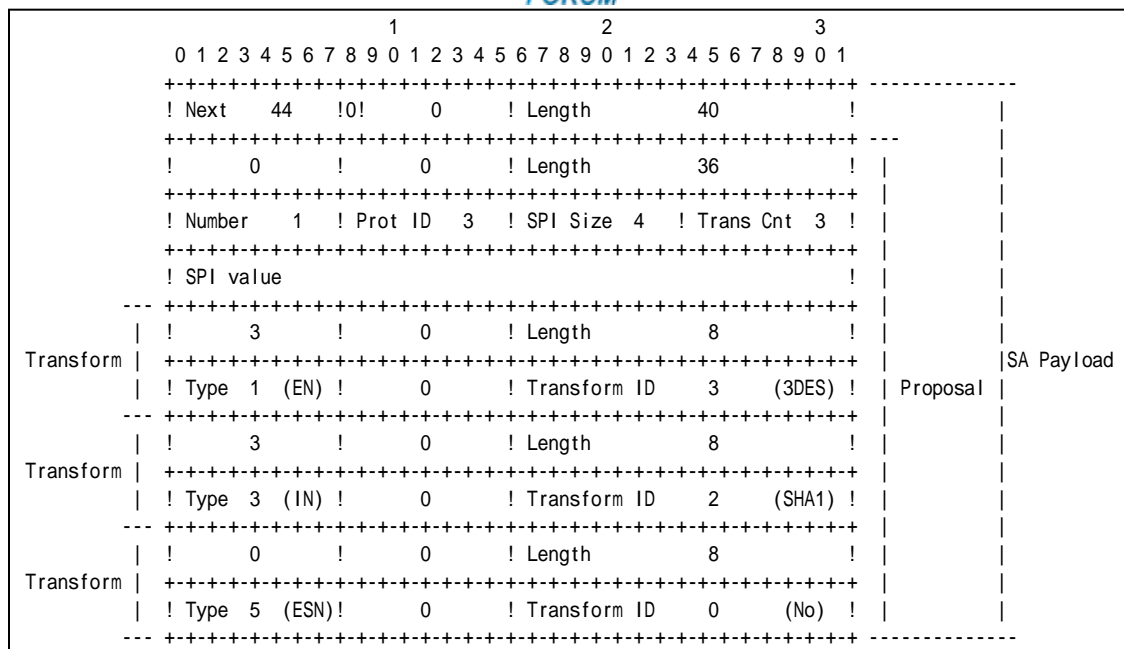 FORUM
1 2 3
0 1 2 3 4 5 6 7 8 9 0 1 2 3 4 5 6 7 8 9 0 1 2 3 4 5 6 7 8 9 0 1
+-+-+-+-+-+-+-+-+-+-+-+-+-+-+-+-+-+-+-+-+-+-+-+-+-+-+-+-+-+-+-+-+ --------------
! Next 44 !0! 0 ! Length 40 ! |
+-+-+-+-+-+-+-+-+-+-+-+-+-+-+-+-+-+-+-+-+-+-+-+-+-+-+-+-+-+-+-+-+ --- |
! 0 ! 0 ! Length 36 ! | |
+-+-+-+-+-+-+-+-+-+-+-+-+-+-+-+-+-+-+-+-+-+-+-+-+-+-+-+-+-+-+-+-+ | |
! Number 1 ! Prot ID 3 ! SPI Size 4 ! Trans Cnt 3 ! | |
+-+-+-+-+-+-+-+-+-+-+-+-+-+-+-+-+-+-+-+-+-+-+-+-+-+-+-+-+-+-+-+-+ | |
! SPI value ! | |
--- +-+-+-+-+-+-+-+-+-+-+-+-+-+-+-+-+-+-+-+-+-+-+-+-+-+-+-+-+-+-+-+-+ | |
| ! 3 ! 0 ! Length 8 ! | |
Transform | +-+-+-+-+-+-+-+-+-+-+-+-+-+-+-+-+-+-+-+-+-+-+-+-+-+-+-+-+-+-+-+-+ | |SA Payload
| ! Type 1 (EN) ! 0 ! Transform ID 3 (3DES) ! | Proposal |
--- +-+-+-+-+-+-+-+-+-+-+-+-+-+-+-+-+-+-+-+-+-+-+-+-+-+-+-+-+-+-+-+-+ | |
| ! 3 ! 0 ! Length 8 ! | |
Transform | +-+-+-+-+-+-+-+-+-+-+-+-+-+-+-+-+-+-+-+-+-+-+-+-+-+-+-+-+-+-+-+-+ | |
| ! Type 3 (IN) ! 0 ! Transform ID 2 (SHA1) ! | |
--- +-+-+-+-+-+-+-+-+-+-+-+-+-+-+-+-+-+-+-+-+-+-+-+-+-+-+-+-+-+-+-+-+ | |
| ! 0 ! 0 ! Length 8 ! | |
Transform | +-+-+-+-+-+-+-+-+-+-+-+-+-+-+-+-+-+-+-+-+-+-+-+-+-+-+-+-+-+-+-+-+ | |
| ! Type 5 (ESN)! 0 ! Transform ID 0 (No) ! | |
--- +-+-+-+-+-+-+-+-+-+-+-+-+-+-+-+-+-+-+-+-+-+-+-+-+-+-+-+-+-+-+-+-+ --------------